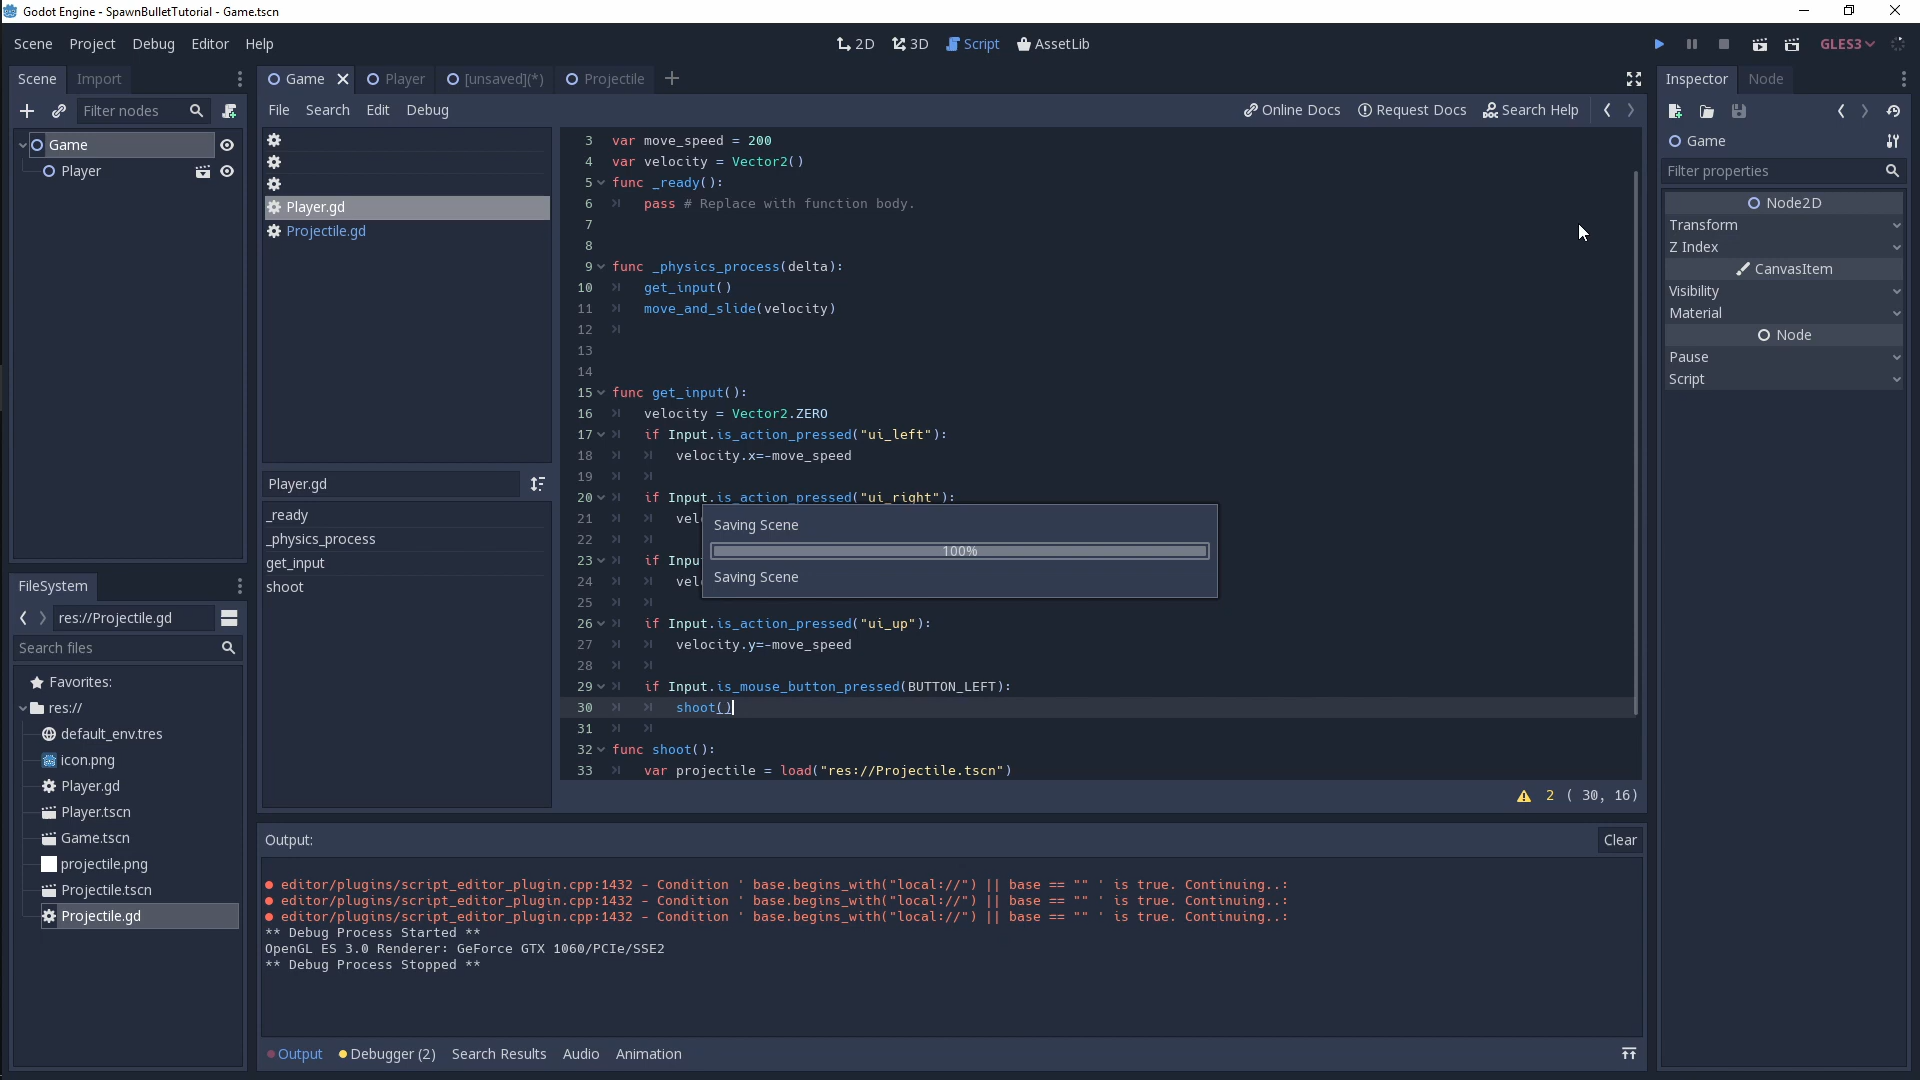 Godot Engine - SpawnBulletTutorial - Game.tscn
Scene Project Debug Editor Help
2D 3D Script AssetLib
GLES3
Scene Import
Filter nodes
Game
Player
Game Player [unsaved](*) Projectile
File Search Edit Debug
Online Docs Request Docs Search Help
Player.gd
Projectile.gd
Player.gd
_ready
_physics_process
get_input
shoot
3 var move_speed = 200
4 var velocity = Vector2()
5 func _ready():
6 pass # Replace with function body.
7
8
9 func _physics_process(delta):
10 get_input()
11 move_and_slide(velocity)
12
13
14
15 func get_input():
16 velocity = Vector2.ZERO
17 if Input.is_action_pressed("ui_left"):
18 velocity.x=-move_speed
19
20 if Input.is_action_pressed("ui_right"):
21 vel
22
23 if Inpu
24 vel
25
26 if Input.is_action_pressed("ui_up"):
27 velocity.y=-move_speed
28
29 if Input.is_mouse_button_pressed(BUTTON_LEFT):
30 shoot()
31
32 func shoot():
33 var projectile = load("res://Projectile.tscn")
Saving Scene
100%
Saving Scene
2 ( 30, 16)
FileSystem
res://Projectile.gd
Search files
Favorites:
res://
default_env.tres
icon.png
Player.gd
Player.tscn
Game.tscn
projectile.png
Projectile.tscn
Projectile.gd
Output:
Clear
editor/plugins/script_editor_plugin.cpp:1432 - Condition ' base.begins_with("local://") || base == "" ' is true. Continuing..:
editor/plugins/script_editor_plugin.cpp:1432 - Condition ' base.begins_with("local://") || base == "" ' is true. Continuing..:
editor/plugins/script_editor_plugin.cpp:1432 - Condition ' base.begins_with("local://") || base == "" ' is true. Continuing..:
** Debug Process Started **
OpenGL ES 3.0 Renderer: GeForce GTX 1060/PCIe/SSE2
** Debug Process Stopped **
Output Debugger (2) Search Results Audio Animation
Inspector Node
Game
Filter properties
Node2D
Transform
Z Index
CanvasItem
Visibility
Material
Node
Pause
Script